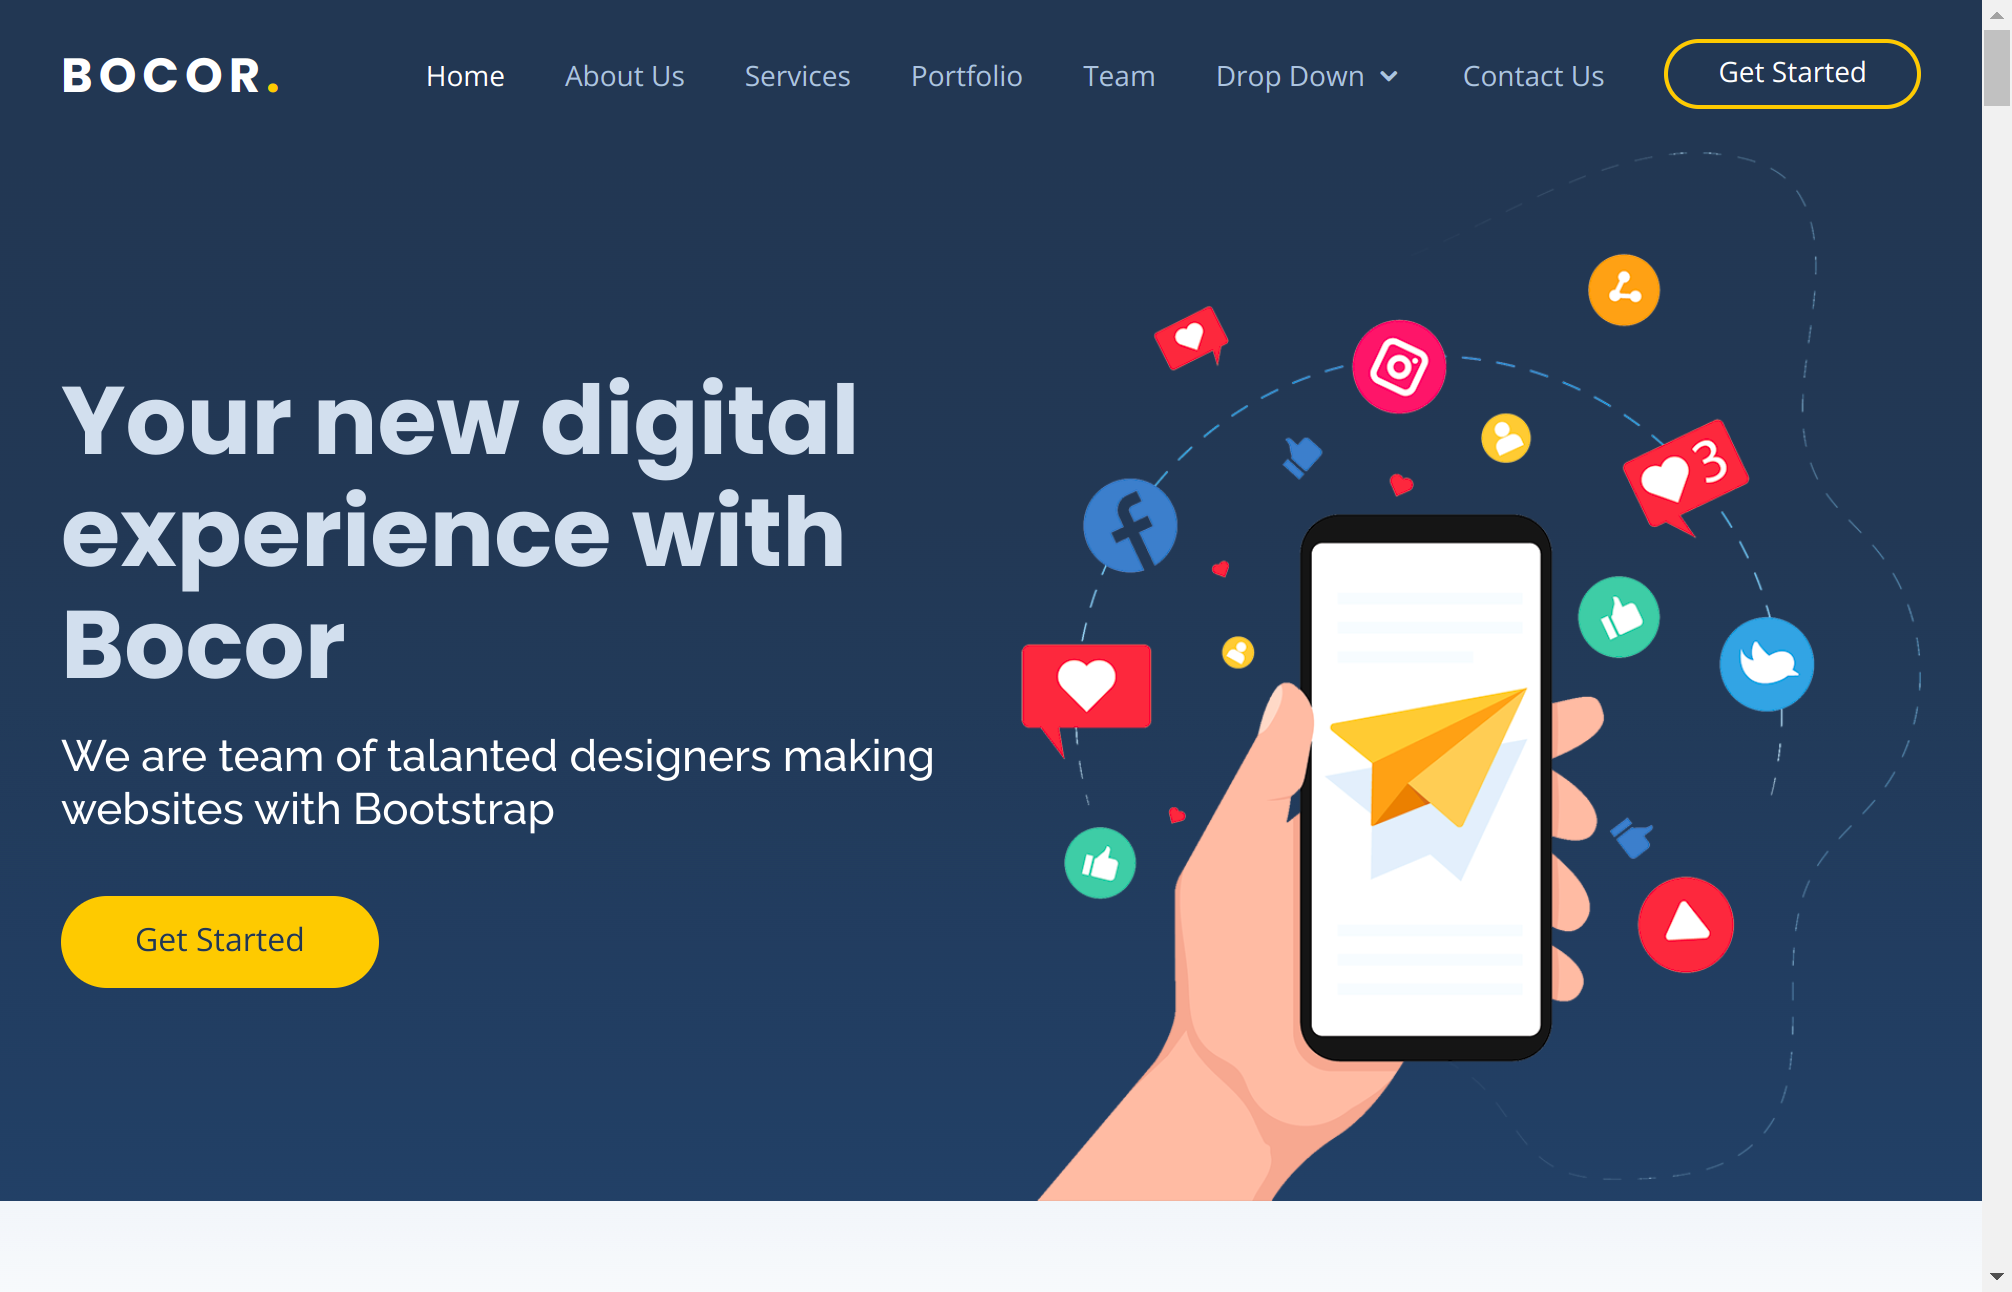 BOCOR.
Home About Us Services Portfolio Team Drop Down Contact Us Get Started
Your new digital
experience with
Bocor
We are team of talanted designers making
websites with Bootstrap
Get Started
3